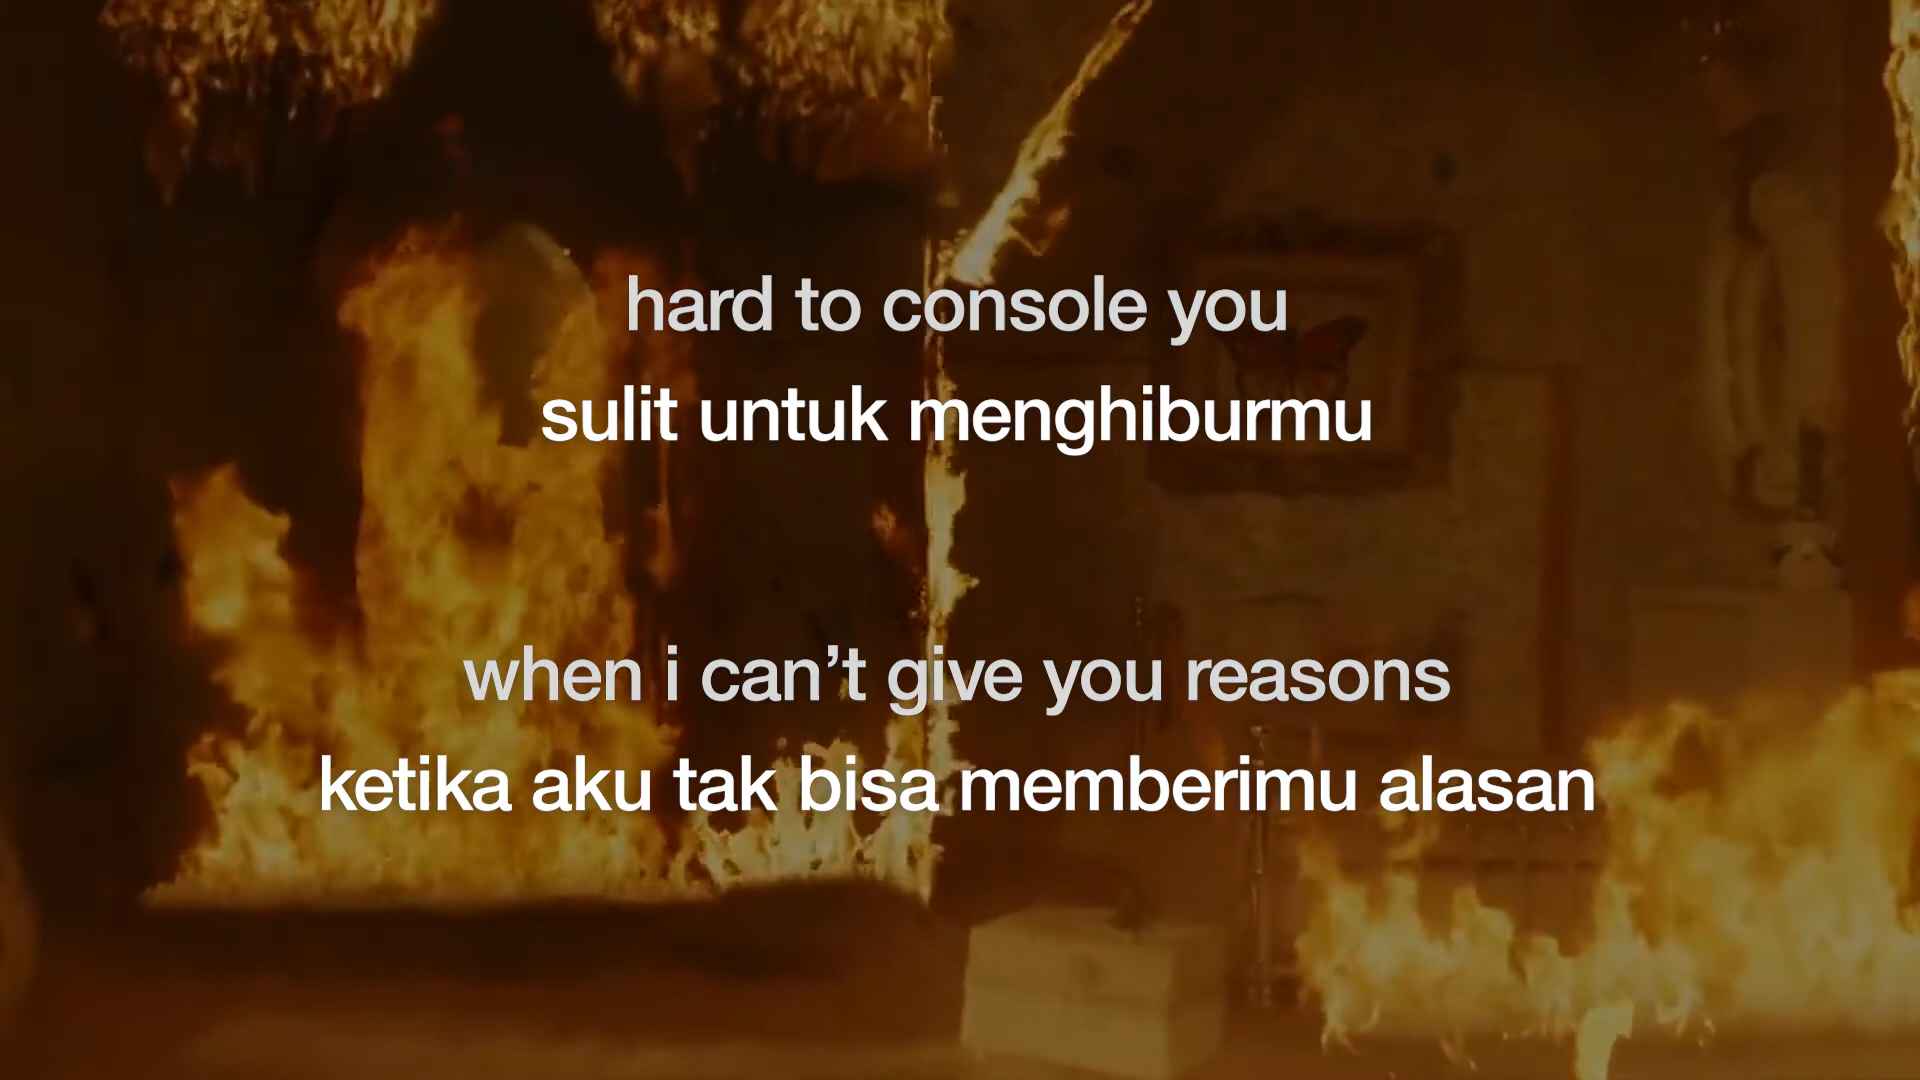 hard to console you
sulit untuk menghiburmu
when i can’t give you reasons
ketika aku tak bisa memberimu alasan